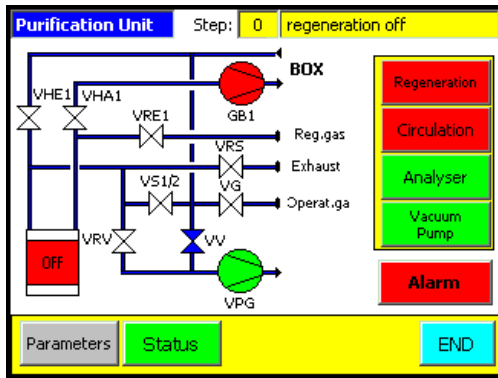 Purification Unit Step: 0 regeneration off
BOX
VHE1 VHA1
GB1
VRE1
Reg.gas
VRS
Exhaust
VS1/2 VG
Operat.ga
VRV VV
OFF
VPG
Regeneration
Circulation
Analyser
Vacuum
Pump
Alarm
Parameters Status END